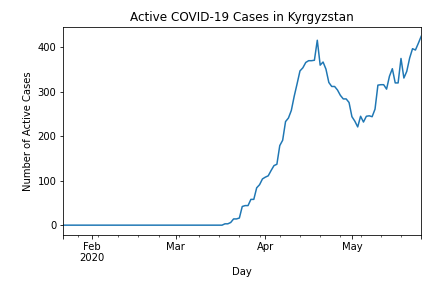 Active COVID-19 Cases in Kyrgyzstan
Number of Active Cases
400
300
200
100
0
Feb Mar Apr May
2020
Day